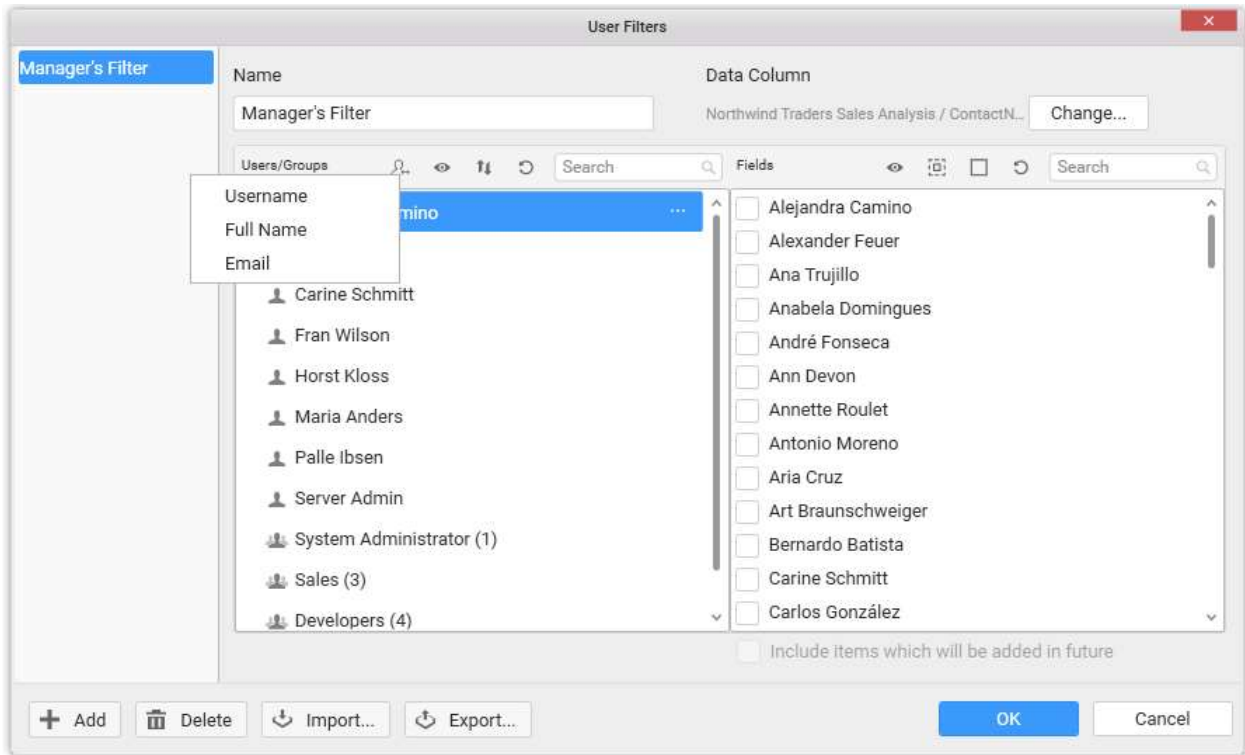 User Filters
Manager's Filter
Name
Data Column
Manager's Filter
Northwind Traders Sales Analysis / ContactN...
Change...
Users/Groups
Search
Fields
Search
Username
Full Name
Email
Carine Schmitt
Fran Wilson
Horst Kloss
Maria Anders
Palle Ibsen
Server Admin
System Administrator (1)
Sales (3)
Developers (4)
Alejandra Camino
Alexander Feuer
Ana Trujillo
Anabela Domingues
André Fonseca
Ann Devon
Annette Roulet
Antonio Moreno
Aria Cruz
Art Braunschweiger
Bernardo Batista
Carine Schmitt
Carlos González
Include items which will be added in future
Add
Delete
Import...
Export...
OK
Cancel